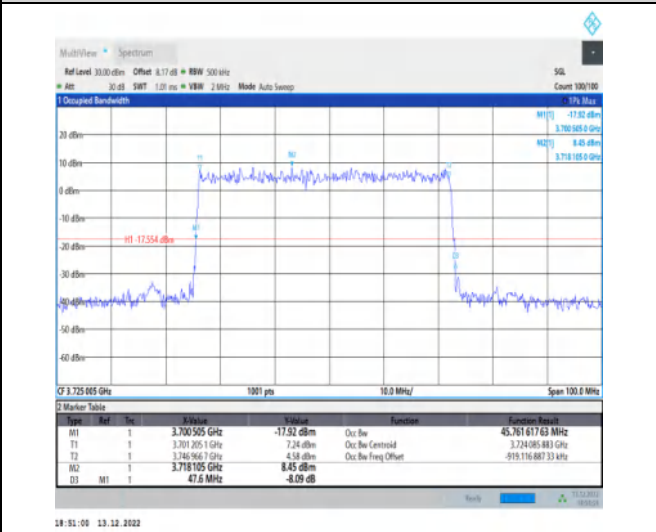 MultiView Spectrum
Ref Level 30.00 dBm Offset 8.17 dB RBW 500 kHz SGL
Att 30 dB SWT 1.01 ms VBW 2 MHz Mode Auto Sweep Count 100/100
1 Occupied Bandwidth 1Pk Max
M1[1] -17.92 dBm
3.700 505 0 GHz
M2[1] 8.45 dBm
3.718 105 0 GHz
20 dBm
10 dBm
0 dBm
-10 dBm
H1 -17.554 dBm
-20 dBm
-30 dBm
-40 dBm
-50 dBm
-60 dBm
T1
M2
M1
D3
CF 3.725 005 GHz 1001 pts 10.0 MHz/ Span 100.0 MHz
2 Marker Table
Type Ref Trc X-Value Y-Value Function Function Result
M1 1 3.700505 GHz -17.92 dBm Occ Bw 45.761 617 63 MHz
T1 1 3.701 205 1 GHz 7.24 dBm Occ Bw Centroid 3.724 085 883 GHz
T2 1 3.746 966 7 GHz 4.58 dBm Occ Bw Freq Offset -919.116 887 33 kHz
M2 1 3.718105 GHz 8.45 dBm
D3 M1 1 47.6 MHz -8.09 dB
Ready 13.12.2022
18:51:00 13.12.2022